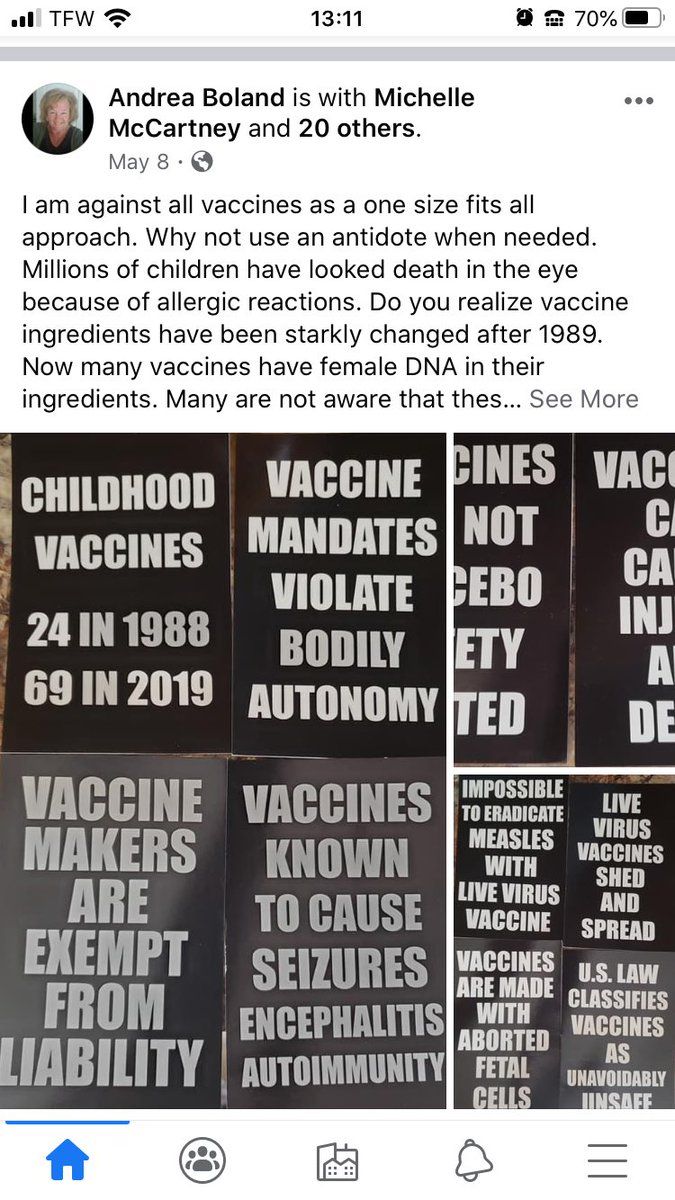 TFW
13:11
70%
Andrea Boland is with Michelle
McCartney and 20 others.
May 8 ·
I am against all vaccines as a one size fits all
approach. Why not use an antidote when needed.
Millions of children have looked death in the eye
because of allergic reactions. Do you realize vaccine
ingredients have been starkly changed after 1989.
Now many vaccines have female DNA in their
ingredients. Many are not aware that thes... See More
CHILDHOOD
VACCINES
24 IN 1988
69 IN 2019
VACCINE
MANDATES
VIOLATE
BODILY
AUTONOMY
CINES
NOT
CEBO
ETY
TED
VACC
CA
CA
INJ
A
DE
VACCINE
MAKERS
ARE
EXEMPT
FROM
LIABILITY
VACCINES
KNOWN
TO CAUSE
SEIZURES
ENCEPHALITIS
AUTOIMMUNITY
IMPOSSIBLE
TO ERADICATE
MEASLES
WITH
LIVE VIRUS
VACCINE
LIVE
VIRUS
VACCINES
SHED
AND
SPREAD
VACCINES
ARE MADE
WITH
ABORTED
FETAL
CELLS
U.S. LAW
CLASSIFIES
VACCINES
AS
UNAVOIDABLY
UNSAFE